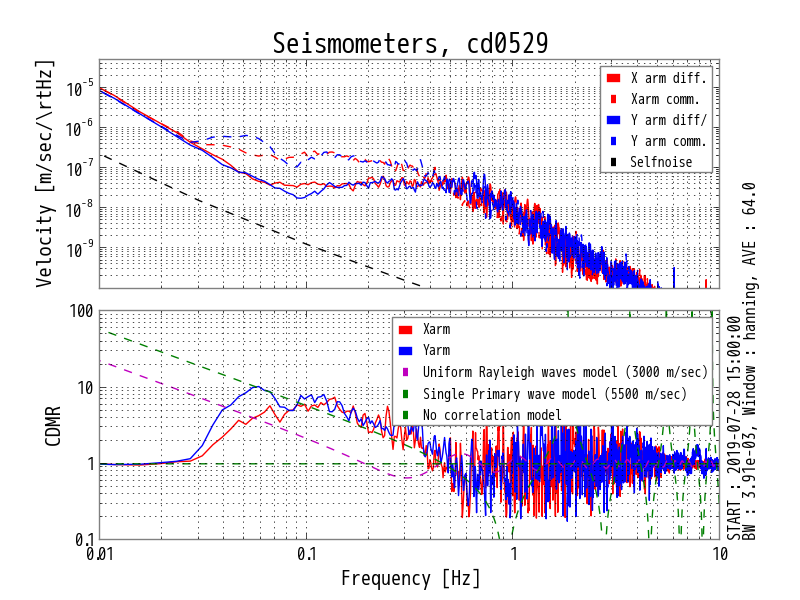 Seismometers, cd0529
Velocity [m/sec/\rtHz]
10^-5
10^-6
10^-7
10^-8
10^-9
X arm diff.
Xarm comm.
Y arm diff/
Y arm comm.
Selfnoise
CDMR
100
10
1
0.1
Xarm
Yarm
Uniform Rayleigh waves model (3000 m/sec)
Single Primary wave model (5500 m/sec)
No correlation model
0.01
0.1
1
10
Frequency [Hz]
START : 2019-07-28 15:00:00
BW : 3.91e-03, Window : hanning, AVE : 64.0